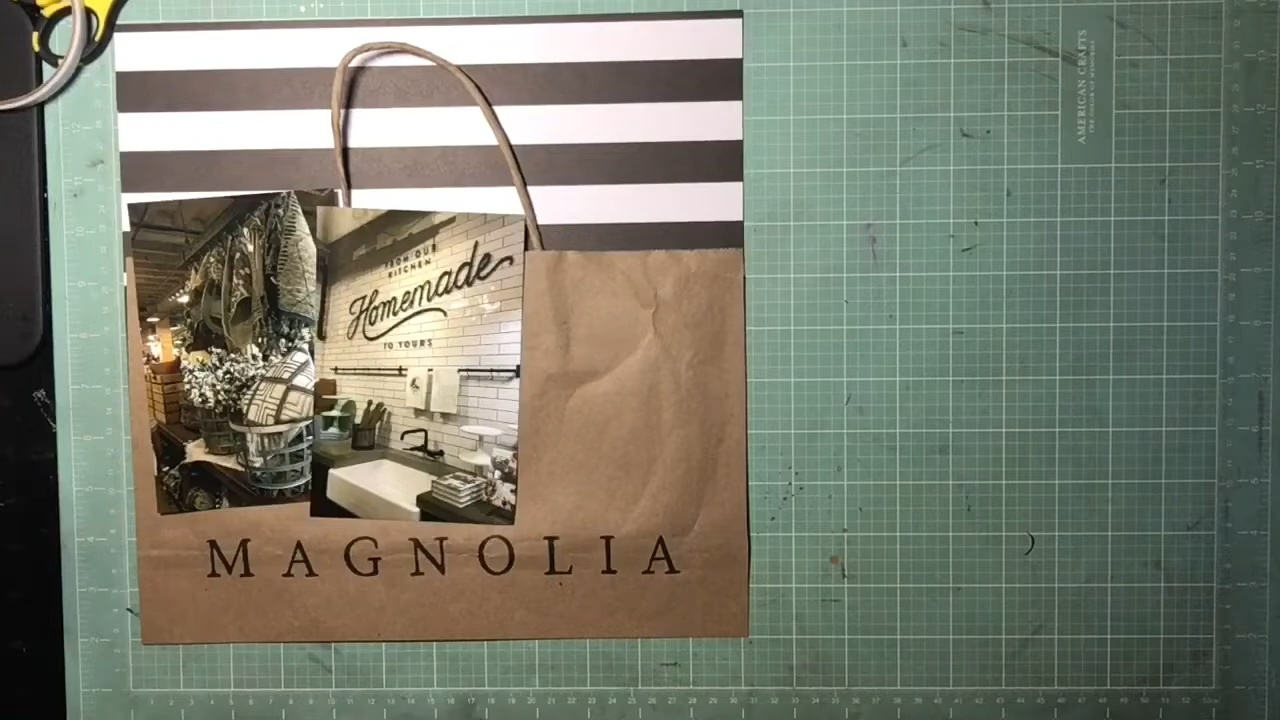 FROM OUR
KITCHEN
Homemade
TO YOURS
MAGNOLIA
AMERICAN CRAFTS